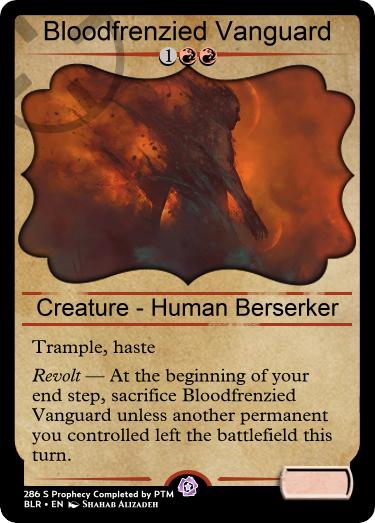 Bloodfrenzied Vanguard
1
Creature - Human Berserker
Trample, haste
Revolt — At the beginning of your
end step, sacrifice Bloodfrenzied
Vanguard unless another permanent
you controlled left the battlefield this
turn.
286 S Prophecy Completed by PTM
BLR • EN Shahab Alizadeh